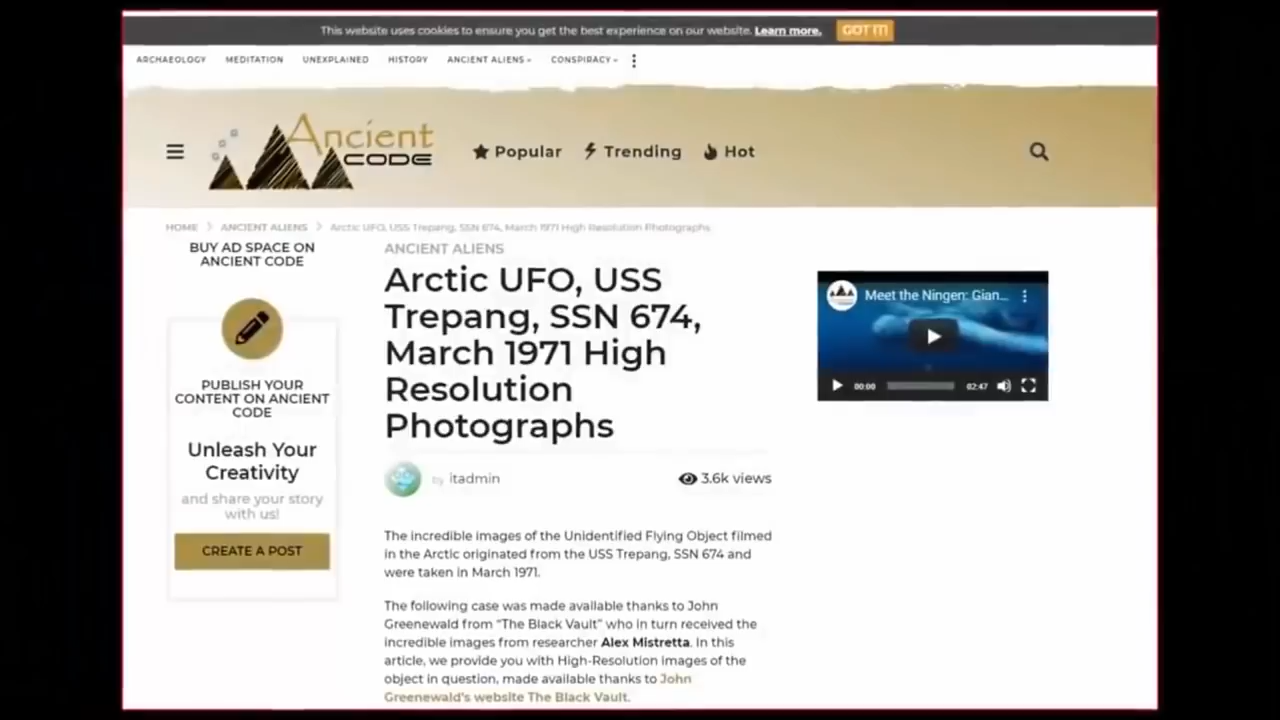 This website uses cookies to ensure you get the best experience on our website. Learn more.
GOT IT!
ARCHAEOLOGY MEDITATION UNEXPLAINED HISTORY ANCIENT ALIENS CONSPIRACY
Ancient
CODE
Popular Trending Hot
HOME ANCIENT ALIENS Arctic UFO, USS Trepang, SSN 674, March 1971 High Resolution Photographs
BUY AD SPACE ON
ANCIENT CODE
PUBLISH YOUR
CONTENT ON ANCIENT
CODE
Unleash Your
Creativity
and share your story
with us!
CREATE A POST
ANCIENT ALIENS
Arctic UFO, USS
Trepang, SSN 674,
March 1971 High
Resolution
Photographs
by itadmin
3.6k views
The incredible images of the Unidentified Flying Object filmed
in the Arctic originated from the USS Trepang, SSN 674 and
were taken in March 1971.
The following case was made available thanks to John
Greenewald from “The Black Vault” who in turn received the
incredible images from researcher Alex Mistretta. In this
article, we provide you with High-Resolution images of the
object in question, made available thanks to John
Greenewald's website The Black Vault.
Meet the Ningen: Gian...
00:00 02:47